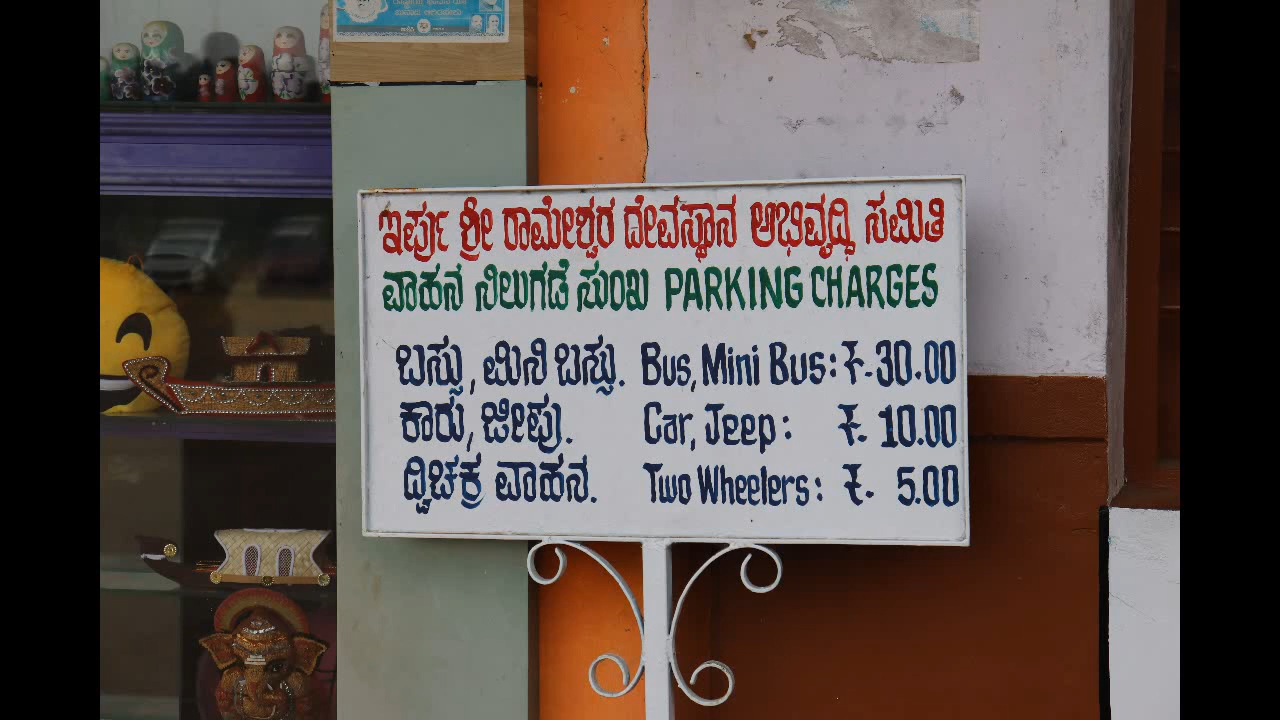 ಇರ್ಪು ಶ್ರೀ ರಾಮೇಶ್ವರ ದೇವಸ್ಥಾನ ಅಭಿವೃದ್ಧಿ ಸಮಿತಿ
ವಾಹನ ನಿಲುಗಡೆ ಸುಂಖ PARKING CHARGES
ಬಸ್ಸು, ಮಿನಿ ಬಸ್ಸು. Bus, Mini Bus: ₹. 30.00
ಕಾರು, ಜೀಪು. Car, Jeep: ₹. 10.00
ದ್ವಿಚಕ್ರ ವಾಹನ. Two Wheelers: ₹. 5.00